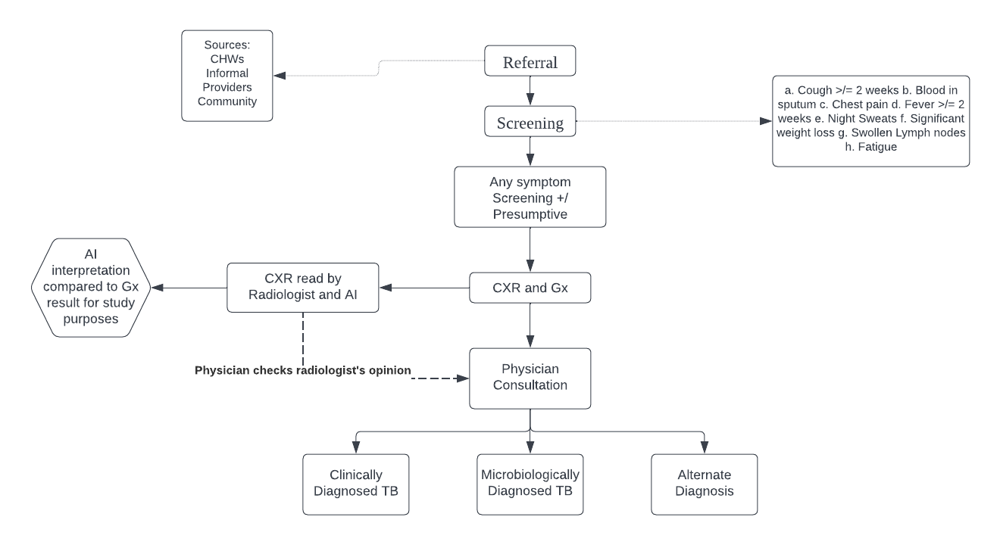 Sources:
CHWs
Informal
Providers
Community
Referral
Screening
a. Cough >/= 2 weeks b. Blood in
sputum c. Chest pain d. Fever >/= 2
weeks e. Night Sweats f. Significant
weight loss g. Swollen Lymph nodes
h. Fatigue
Any symptom
Screening +/
Presumptive
AI
interpretation
compared to Gx
result for study
purposes
CXR read by
Radiologist and AI
CXR and Gx
Physician checks radiologist's opinion
Physician
Consultation
Clinically
Diagnosed TB
Microbiologically
Diagnosed TB
Alternate
Diagnosis